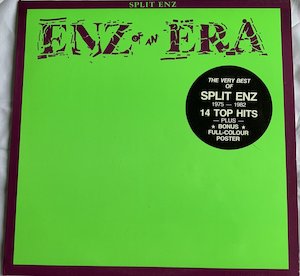 SPLIT ENZ
ENZ OF AN ERA
THE VERY BEST
OF
SPLIT ENZ
1975 — 1982
14 TOP HITS
— PLUS —
★ BONUS ★
FULL-COLOUR
POSTER